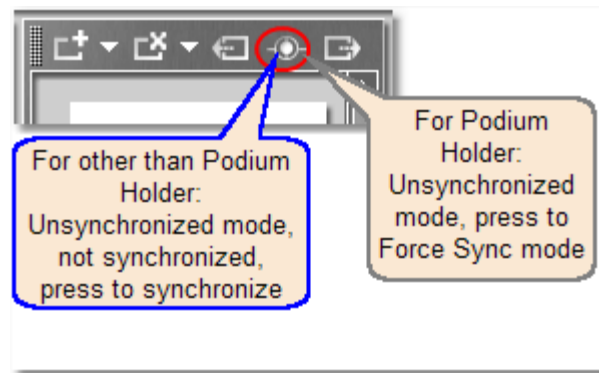 For other than Podium
Holder:
Unsynchronized mode,
not synchronized,
press to synchronize
For Podium
Holder:
Unsynchronized
mode, press to
Force Sync mode